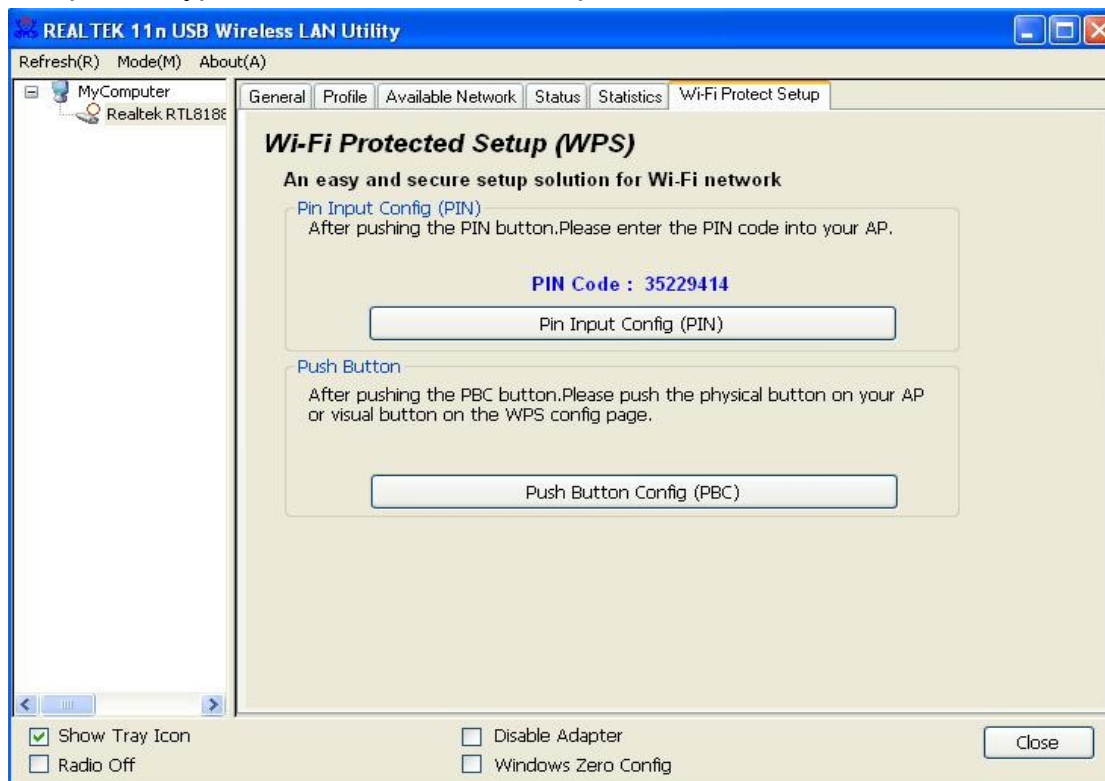 REALTEK 11n USB Wireless LAN Utility
Refresh(R) Mode(M) About(A)
MyComputer
Realtek RTL8188
General Profile Available Network Status Statistics Wi-Fi Protect Setup
Wi-Fi Protected Setup (WPS)
An easy and secure setup solution for Wi-Fi network
Pin Input Config (PIN)
After pushing the PIN button.Please enter the PIN code into your AP.
PIN Code : 35229414
Pin Input Config (PIN)
Push Button
After pushing the PBC button.Please push the physical button on your AP
or visual button on the WPS config page.
Push Button Config (PBC)
Show Tray Icon
Radio Off
Disable Adapter
Windows Zero Config
Close